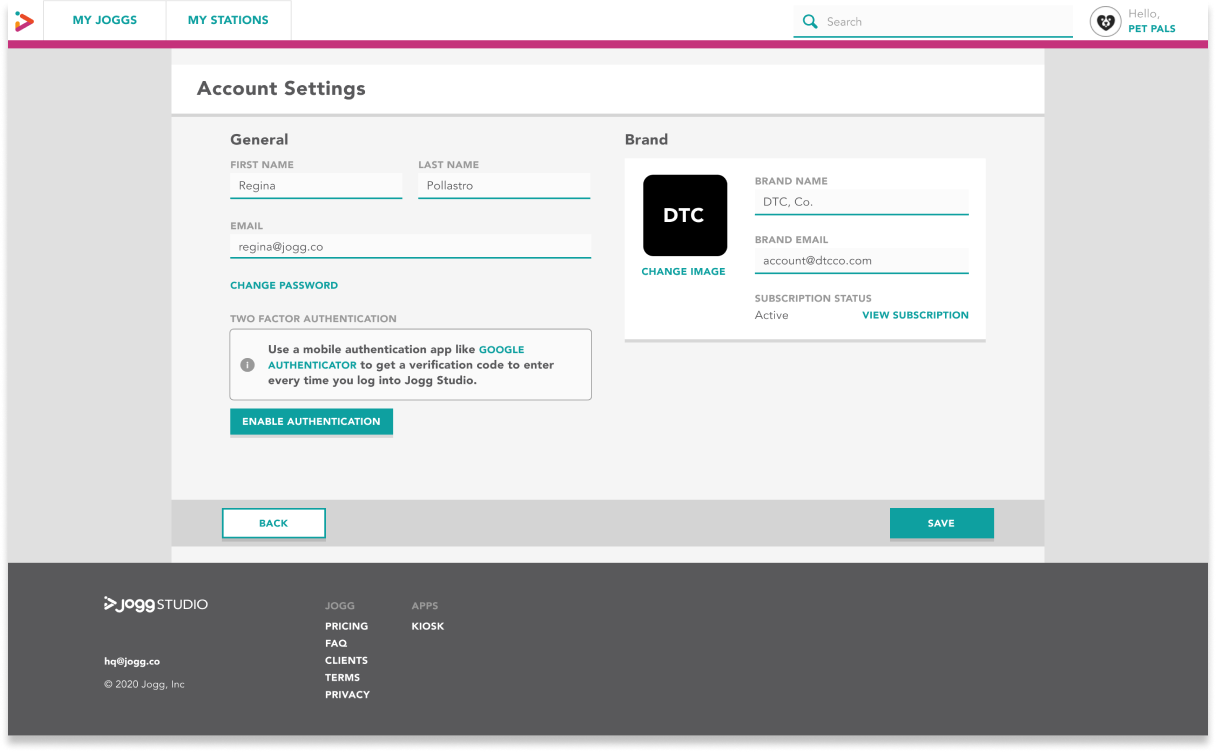 MY JOGGS
MY STATIONS
Search
Hello,
PET PALS
Account Settings
General
FIRST NAME
LAST NAME
Regina
Pollastro
EMAIL
regina@jogg.co
CHANGE PASSWORD
TWO FACTOR AUTHENTICATION
i
Use a mobile authentication app like GOOGLE
AUTHENTICATOR to get a verification code to enter
every time you log into Jogg Studio.
ENABLE AUTHENTICATION
Brand
DTC
CHANGE IMAGE
BRAND NAME
DTC, Co.
BRAND EMAIL
account@dtcco.com
SUBSCRIPTION STATUS
Active
VIEW SUBSCRIPTION
BACK
SAVE
JOGG STUDIO
hq@jogg.co
© 2020 Jogg, Inc
JOGG
PRICING
FAQ
CLIENTS
TERMS
PRIVACY
APPS
KIOSK